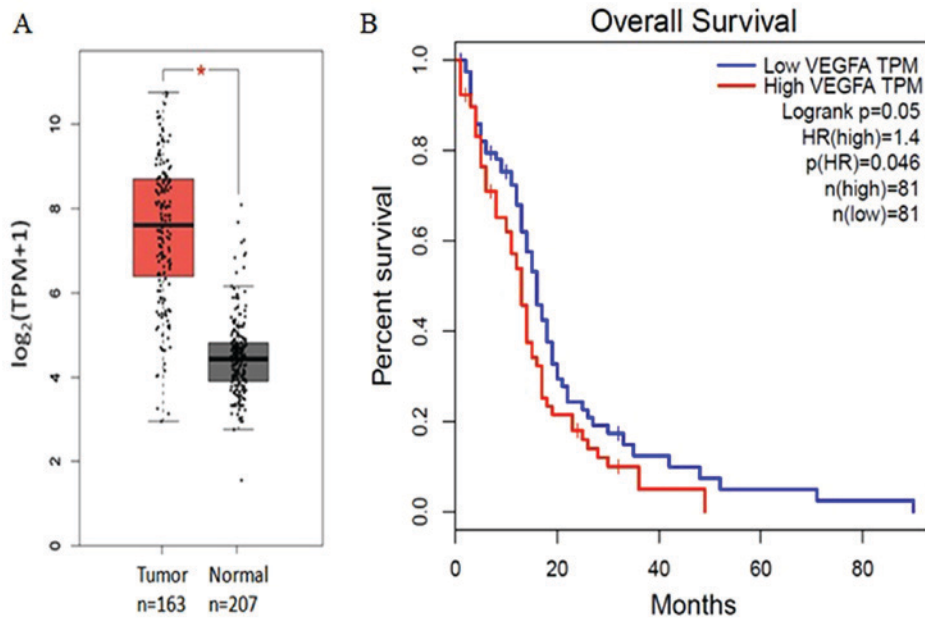 A
log₂(TPM+1)
10
8
6
4
2
0
*
Tumor Normal
n=163 n=207
B
Overall Survival
Low VEGFA TPM
High VEGFA TPM
Logrank p=0.05
HR(high)=1.4
p(HR)=0.046
n(high)=81
n(low)=81
Percent survival
1.0
0.8
0.6
0.4
0.2
0.0
0 20 40 60 80
Months